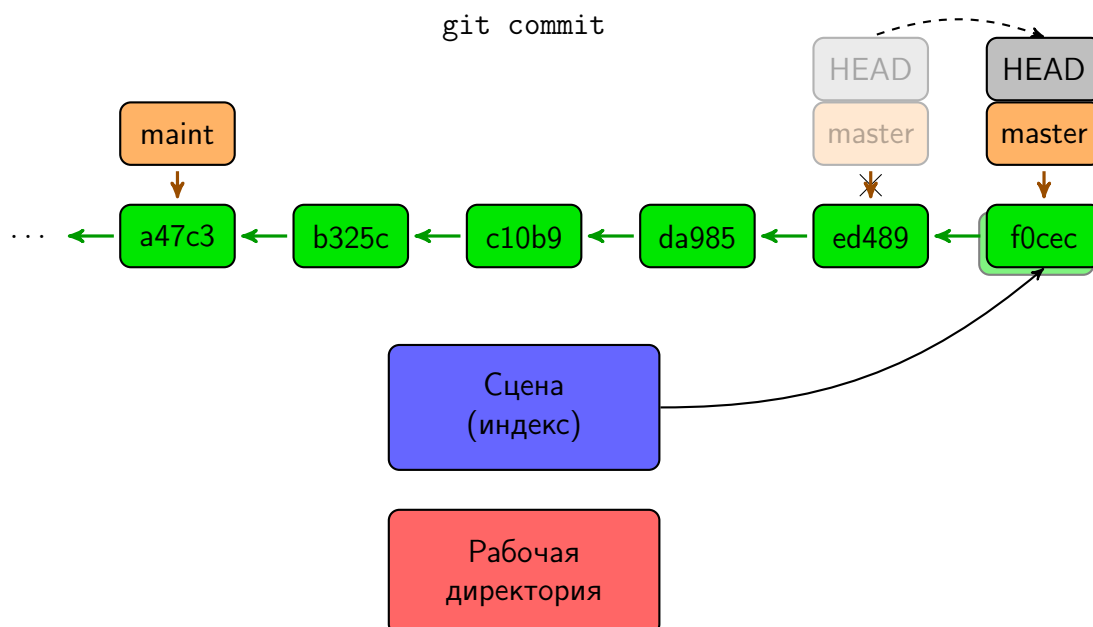 git commit
HEAD
HEAD
maint
master
master
... a47c3 b325c c10b9 da985 ed489 f0cec
Сцена
(индекс)
Рабочая
директория